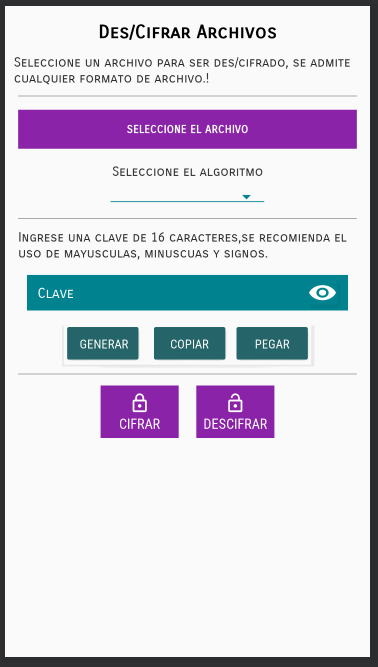 Des/Cifrar Archivos
Seleccione un archivo para ser des/cifrado, se admite
cualquier formato de archivo.!
SELECCIONE EL ARCHIVO
Seleccione el algoritmo
Ingrese una clave de 16 caracteres,se recomienda el
uso de mayusculas, minuscuas y signos.
Clave
GENERAR COPIAR PEGAR
CIFRAR DESCIFRAR